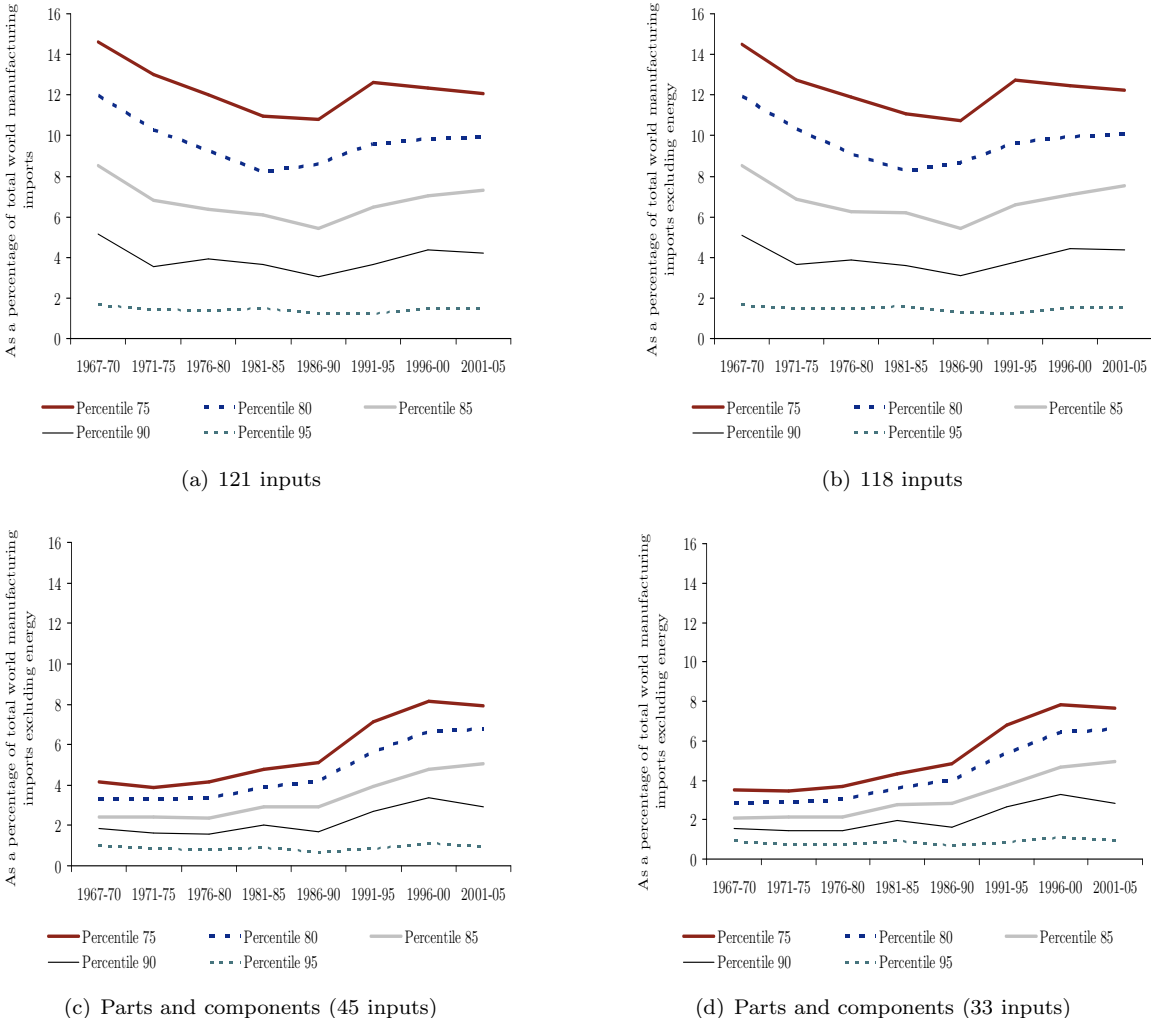 As a percentage of total world manufacturing
imports
16
14
12
10
8
6
4
2
0
1967-70 1971-75 1976-80 1981-85 1986-90 1991-95 1996-00 2001-05
Percentile 75 Percentile 80 Percentile 85
Percentile 90 Percentile 95
(a) 121 inputs
As a percentage of total world manufacturing
imports excluding energy
16
14
12
10
8
6
4
2
0
1967-70 1971-75 1976-80 1981-85 1986-90 1991-95 1996-00 2001-05
Percentile 75 Percentile 80 Percentile 85
Percentile 90 Percentile 95
(b) 118 inputs
As a percentage of total world manufacturing
imports excluding energy
16
14
12
10
8
6
4
2
0
1967-70 1971-75 1976-80 1981-85 1986-90 1991-95 1996-00 2001-05
Percentile 75 Percentile 80 Percentile 85
Percentile 90 Percentile 95
(c) Parts and components (45 inputs)
As a percentage of total world manufacturing
imports excluding energy
16
14
12
10
8
6
4
2
0
1967-70 1971-75 1976-80 1981-85 1986-90 1991-95 1996-00 2001-05
Percentile 75 Percentile 80 Percentile 85
Percentile 90 Percentile 95
(d) Parts and components (33 inputs)